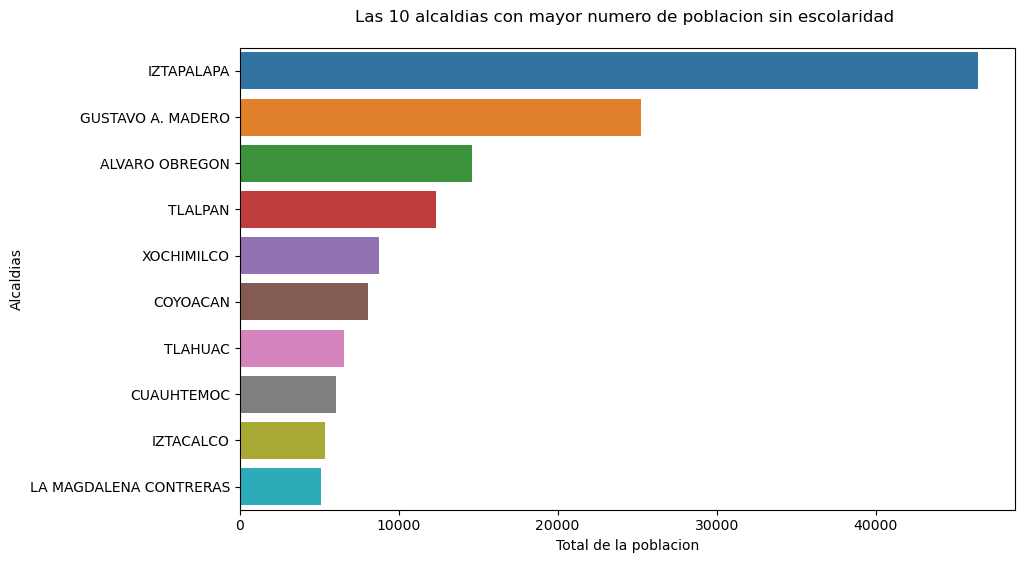 Las 10 alcaldias con mayor numero de poblacion sin escolaridad
Alcaldias
IZTAPALAPA
GUSTAVO A. MADERO
ALVARO OBREGON
TLALPAN
XOCHIMILCO
COYOACAN
TLAHUAC
CUAUHTEMOC
IZTACALCO
LA MAGDALENA CONTRERAS
0 10000 20000 30000 40000
Total de la poblacion